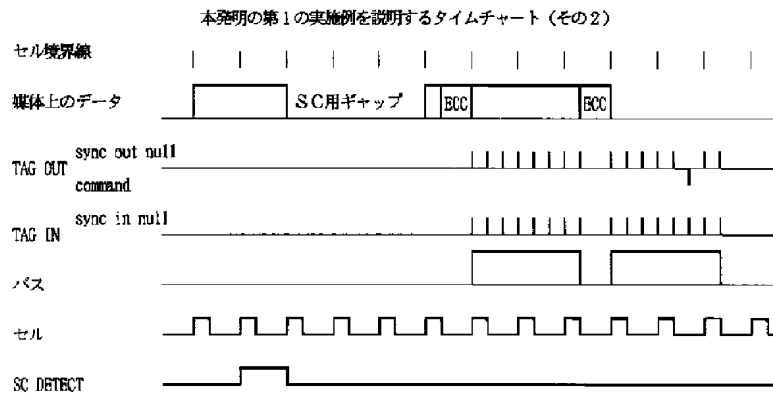 本発明の第1の実施例を説明するタイムチャート(その2)
セル境界線
媒体上のデータ
SC用ギャップ
ECC
ECC
TAG OUT
sync out null
command
TAG IN
sync in null
バス
セル
SC DETECT